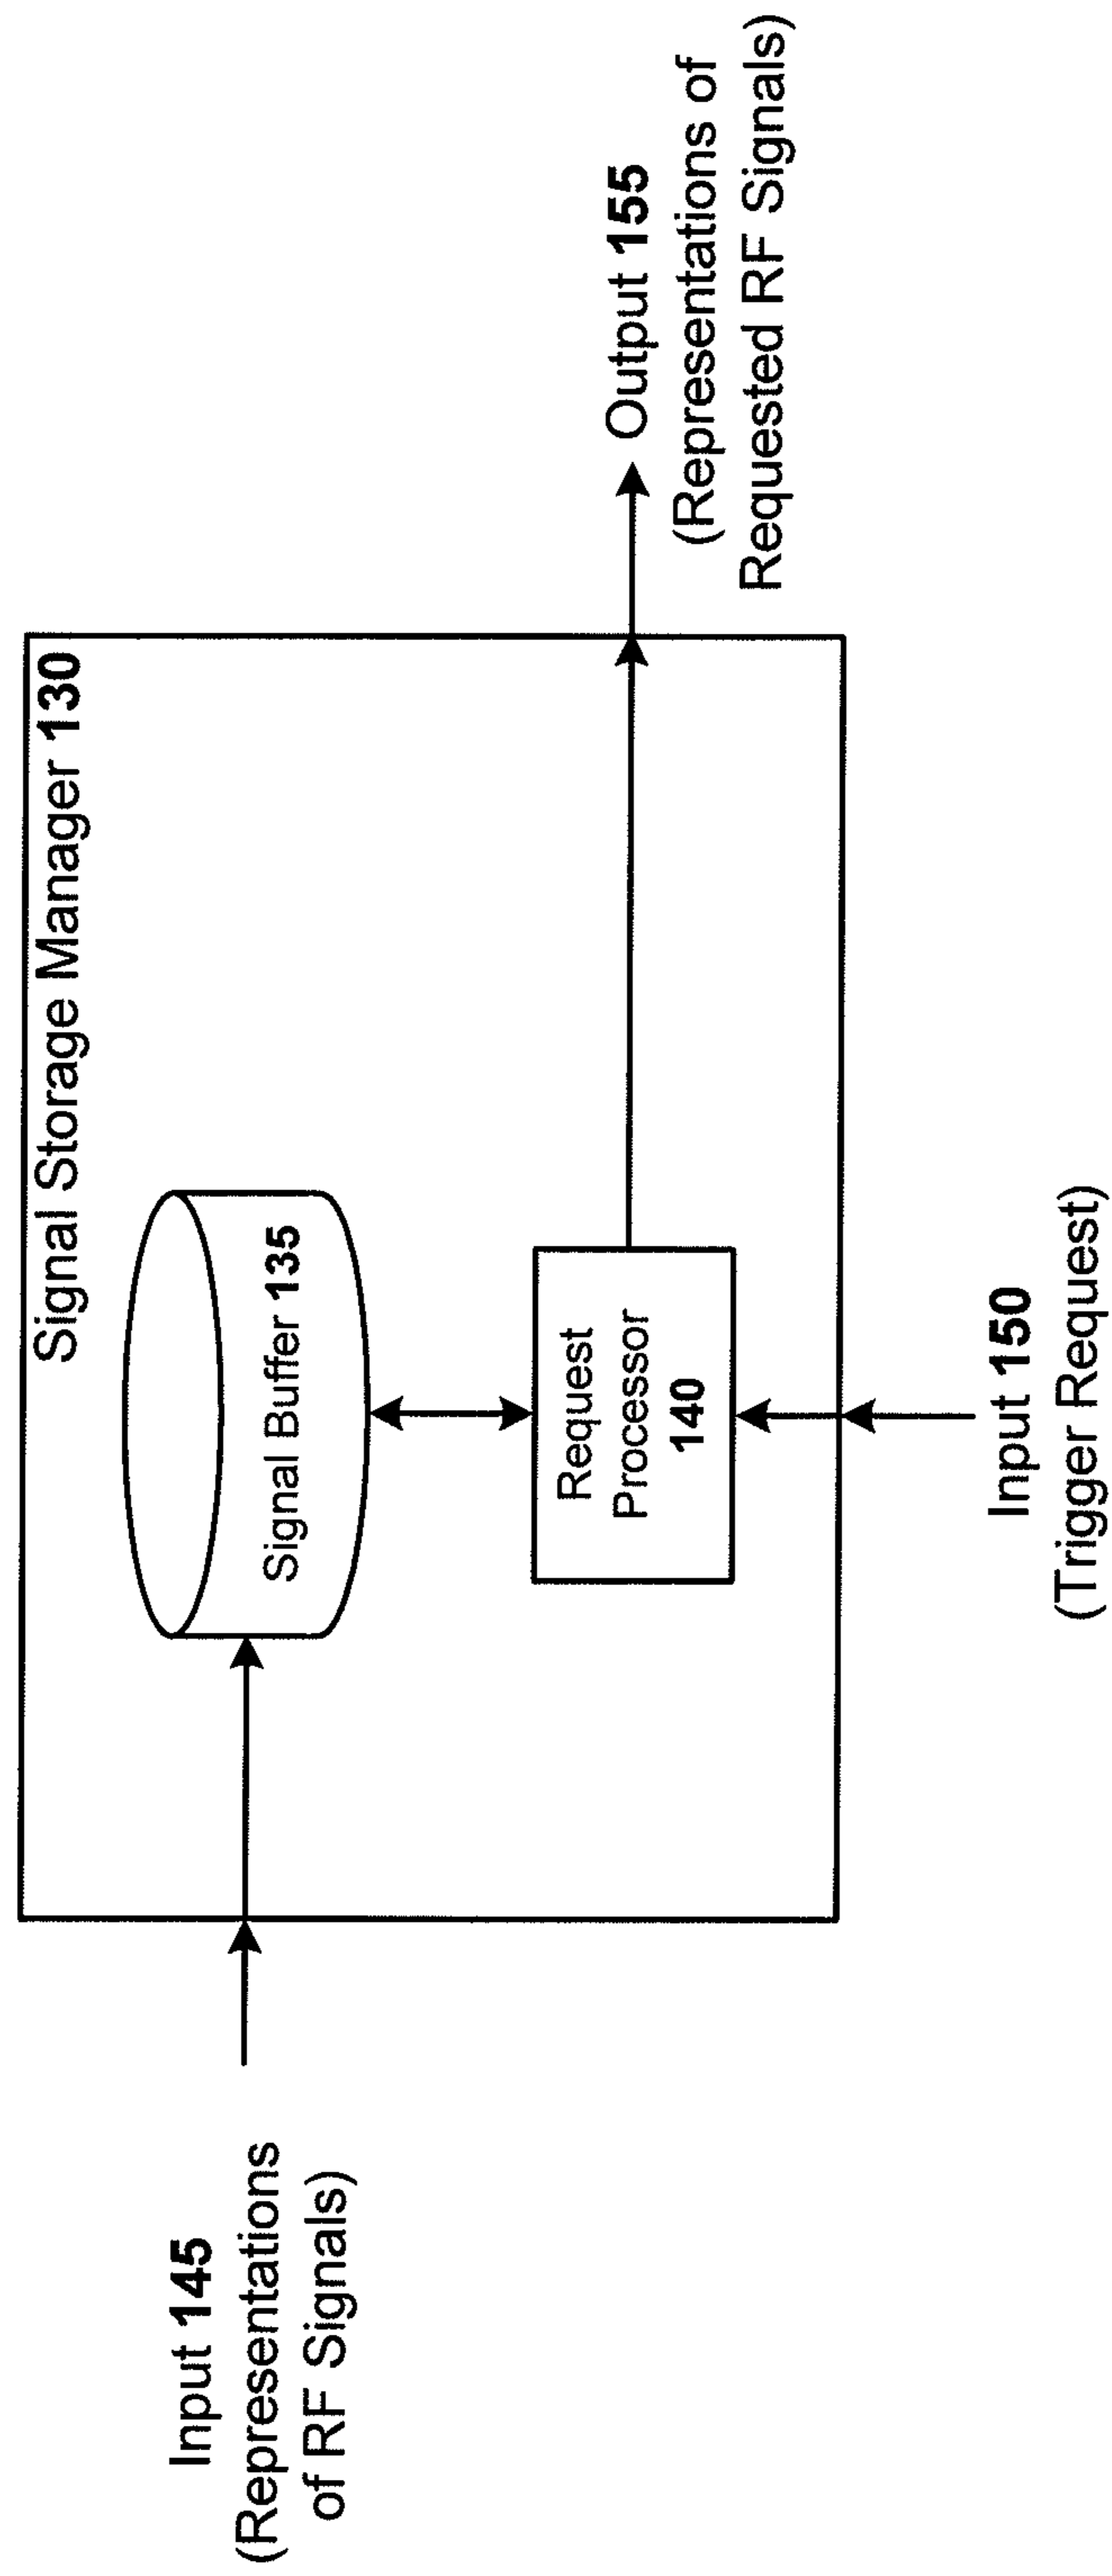 Signal Storage Manager 130
Input 145
(Representations
of RF Signals)
Signal Buffer 135
Request
Processor
140
Output 155
(Representations of
Requested RF Signals)
Input 150
(Trigger Request)